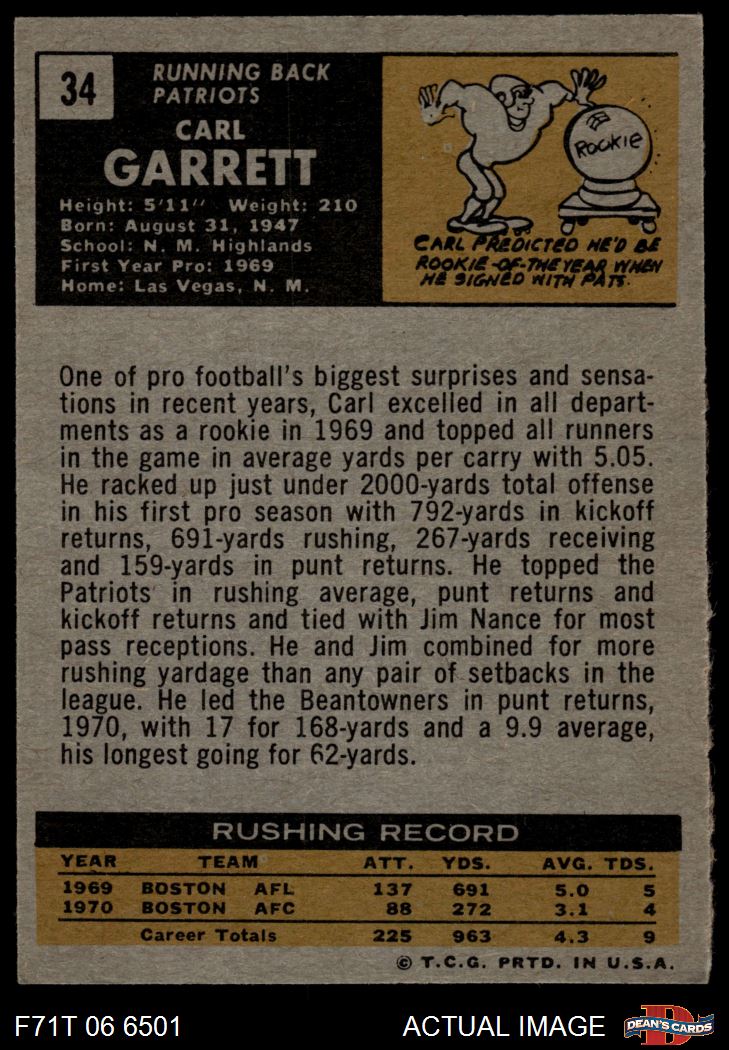 34
RUNNING BACK
PATRIOTS
CARL
GARRETT
Height: 5'11" Weight: 210
Born: August 31, 1947
School: N. M. Highlands
First Year Pro: 1969
Home: Las Vegas, N. M.
ROOKIE
CARL PREDICTED HE'D BE
ROOKIE-OF-THE-YEAR WHEN
HE SIGNED WITH PATS.
One of pro football's biggest surprises and sensa-
tions in recent years, Carl excelled in all depart-
ments as a rookie in 1969 and topped all runners
in the game in average yards per carry with 5.05.
He racked up just under 2000-yards total offense
in his first pro season with 792-yards in kickoff
returns, 691-yards rushing, 267-yards receiving
and 159-yards in punt returns. He topped the
Patriots in rushing average, punt returns and
kickoff returns and tied with Jim Nance for most
pass receptions. He and Jim combined for more
rushing yardage than any pair of setbacks in the
league. He led the Beantowners in punt returns,
1970, with 17 for 168-yards and a 9.9 average,
his longest going for 62-yards.
RUSHING RECORD
YEAR TEAM ATT. YDS. AVG. TDS.
1969 BOSTON AFL 137 691 5.0 5
1970 BOSTON AFC 88 272 3.1 4
Career Totals 225 963 4.3 9
© T.C.G. PRTD. IN U.S.A.
F71T 06 6501 ACTUAL IMAGE DEAN'S CARDS